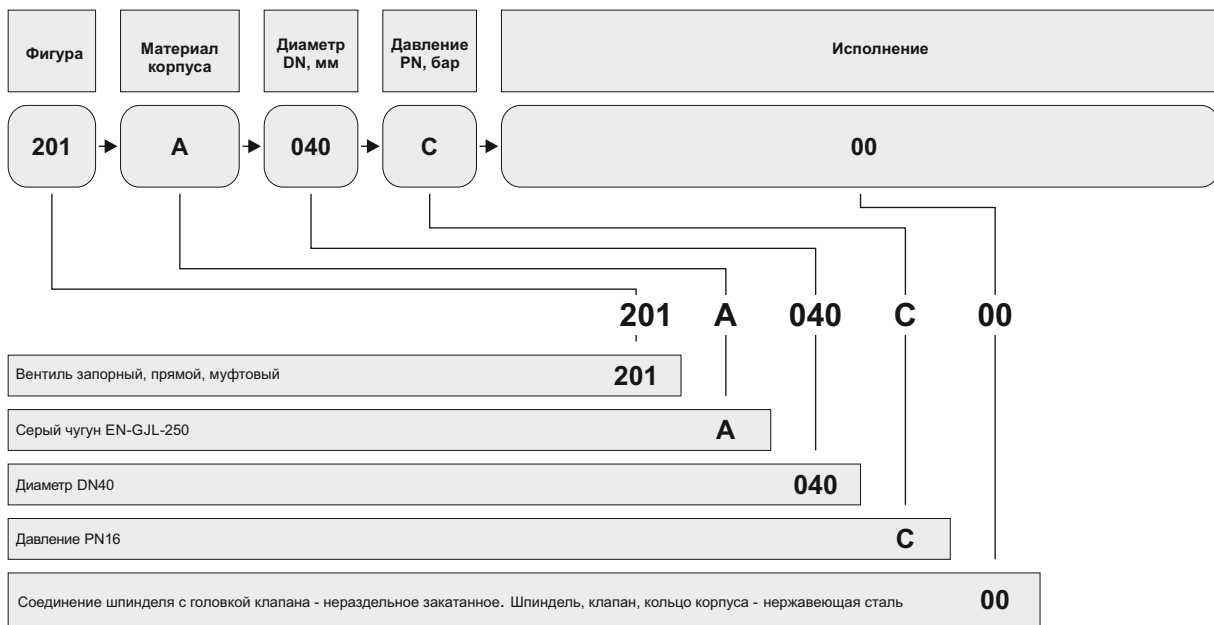 Фигура
Материал
корпуса
Диаметр
DN, мм
Давление
PN, бар
Исполнение
201
A
040
C
00
201 A 040 C 00
Вентиль запорный, прямой, муфтовый 201
Серый чугун EN-GJL-250 A
Диаметр DN40 040
Давление PN16 C
Соединение шпинделя с головкой клапана - нераздельное закатанное. Шпиндель, клапан, кольцо корпуса - нержавеющая сталь 00